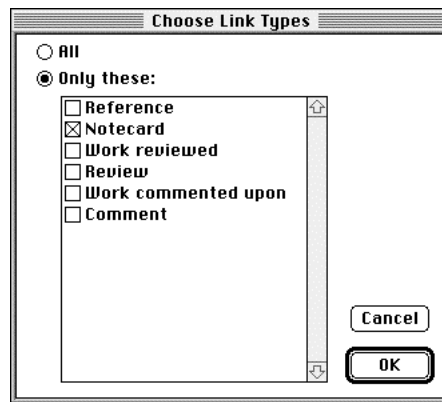 Choose Link Types
All
Only these:
Reference
Notecard
Work reviewed
Review
Work commented upon
Comment
Cancel
OK